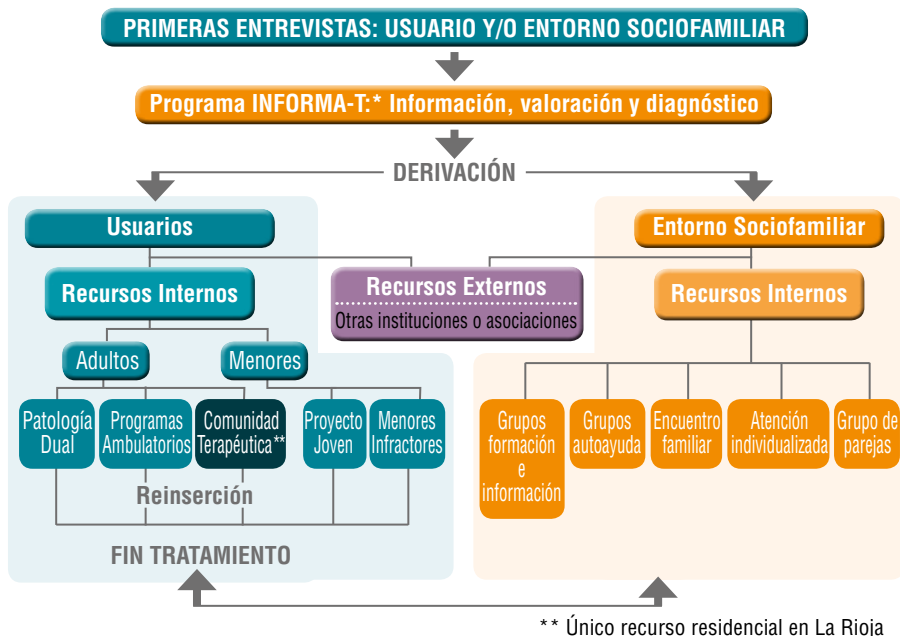 PRIMERAS ENTREVISTAS: USUARIO Y/O ENTORNO SOCIOFAMILIAR
Programa INFORMA-T:* Información, valoración y diagnóstico
DERIVACIÓN
Usuarios
Entorno Sociofamiliar
Recursos Internos
Recursos Externos
Otras instituciones o asociaciones
Recursos Internos
Adultos
Menores
Patología
Dual
Programas
Ambulatorios
Comunidad
Terapéutica**
Proyecto
Joven
Menores
Infractores
Grupos
formación
e
información
Grupos
autoayuda
Encuentro
familiar
Atención
individualizada
Grupo de
parejas
Reinserción
FIN TRATAMIENTO
** Único recurso residencial en La Rioja